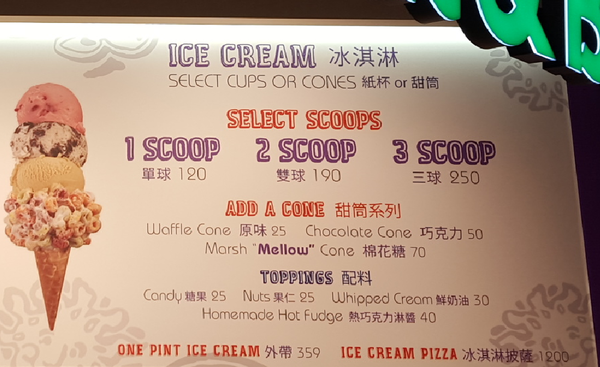 ICE CREAM 冰淇淋
SELECT CUPS OR CONES 紙杯 or 甜筒
SELECT SCOOPS
1 SCOOP 2 SCOOP 3 SCOOP
單球 120 雙球 190 三球 250
ADD A CONE 甜筒系列
Waffle Cone 原味 25 Chocolate Cone 巧克力 50
Marsh "Mellow" Cone 棉花糖 70
TOPPINGS 配料
Candy 糖果 25 Nuts 果仁 25 Whipped Cream 鮮奶油 30
Homemade Hot Fudge 熱巧克力淋醬 40
ONE PINT ICE CREAM 外帶 359 ICE CREAM PIZZA 冰淇淋披薩 1200